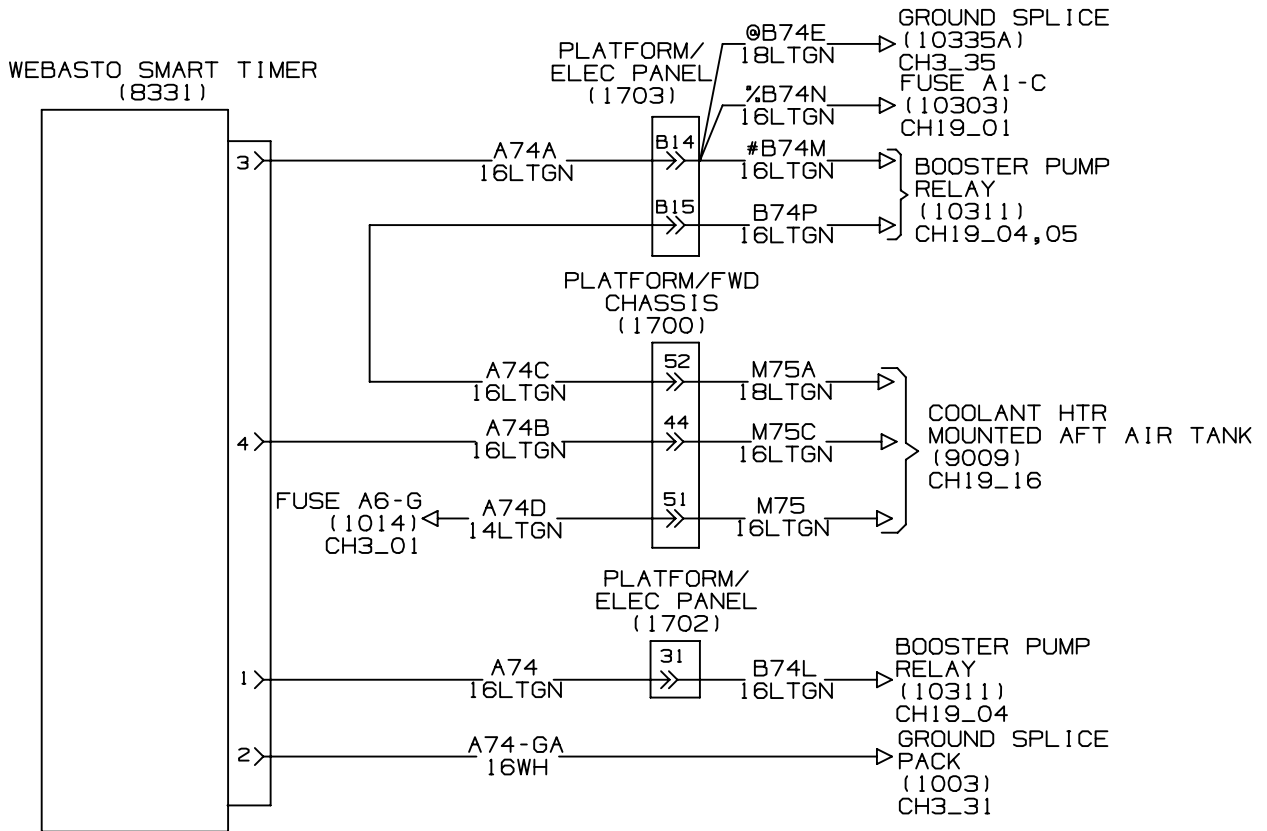 WEBASTO SMART TIMER
(8331)
3
4
1
2
PLATFORM/
ELEC PANEL
(1703)
B14
B15
A74A
16LTGN
@B74E
18LTGN
GROUND SPLICE
(10335A)
CH3_35
%B74N
16LTGN
FUSE A1-C
(10303)
CH19_01
#B74M
16LTGN
B74P
16LTGN
BOOSTER PUMP
RELAY
(10311)
CH19_04,05
PLATFORM/FWD
CHASSIS
(1700)
A74C
16LTGN
52
M75A
18LTGN
A74B
16LTGN
44
M75C
16LTGN
FUSE A6-G
(1014)
CH3_01
A74D
14LTGN
51
M75
16LTGN
COOLANT HTR
MOUNTED AFT AIR TANK
(9009)
CH19_16
PLATFORM/
ELEC PANEL
(1702)
A74
16LTGN
31
B74L
16LTGN
BOOSTER PUMP
RELAY
(10311)
CH19_04
A74-GA
16WH
GROUND SPLICE
PACK
(1003)
CH3_31